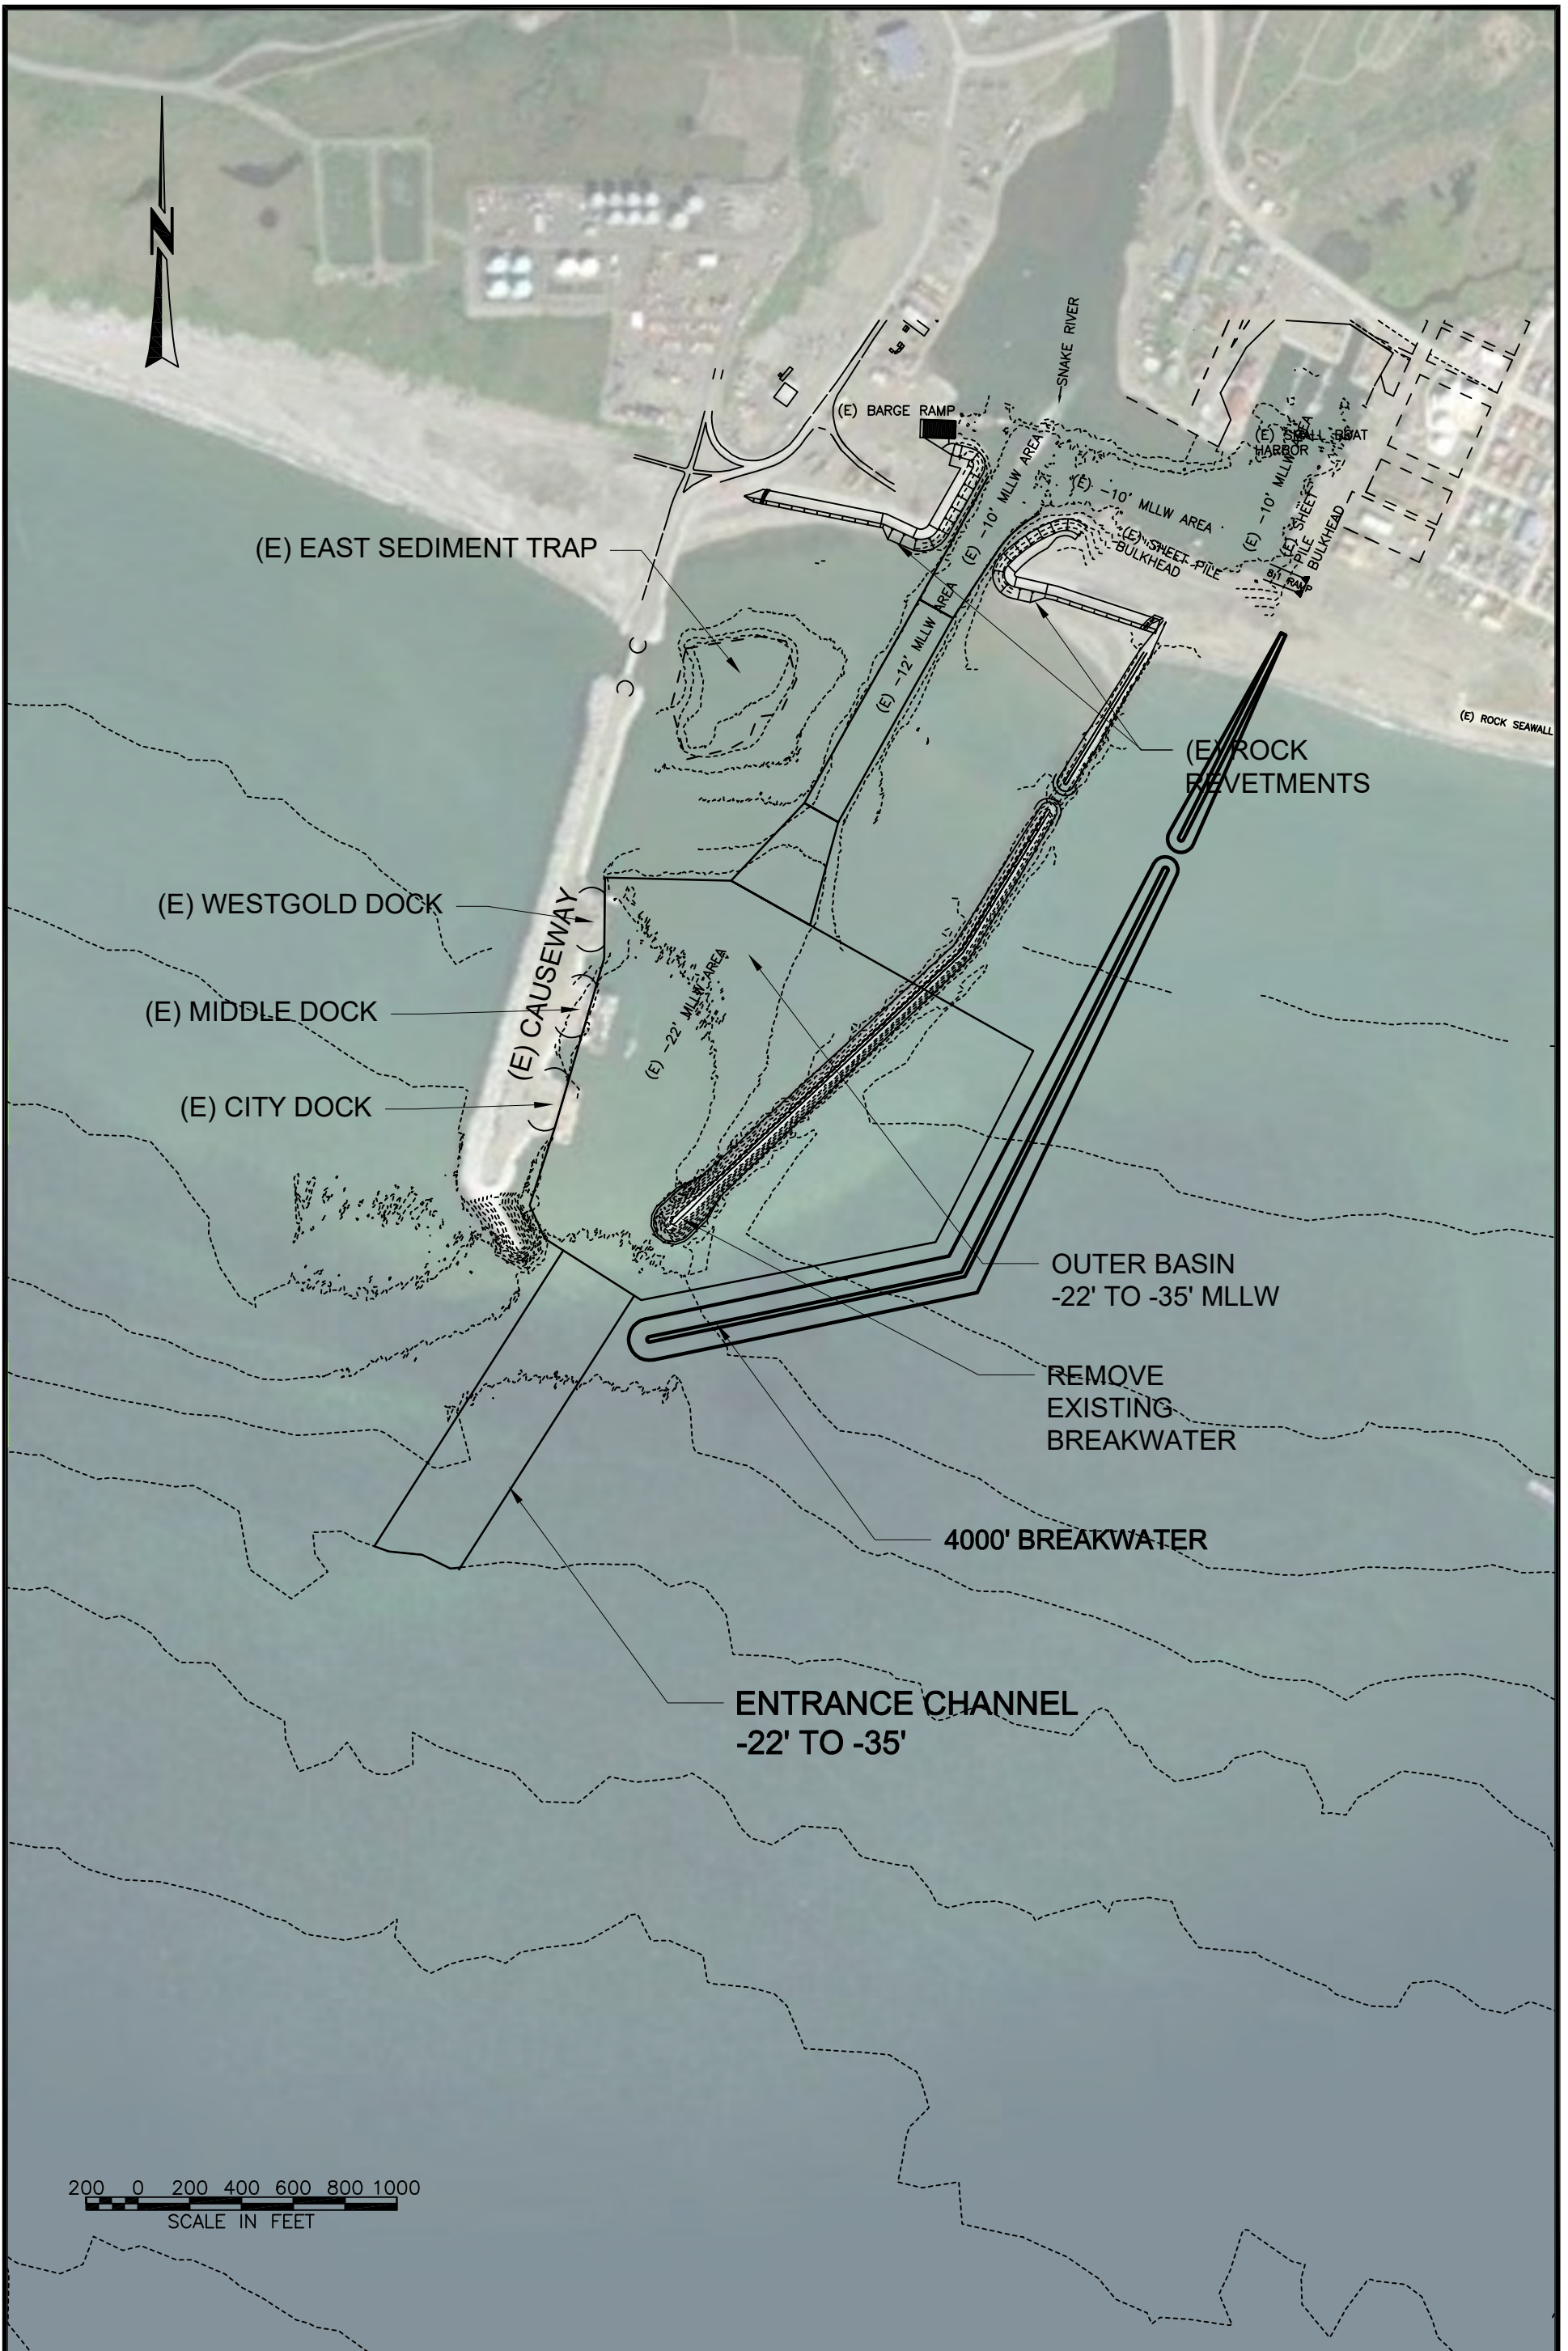 N
SNAKE RIVER
(E) BARGE RAMP
(E) SMALL BOAT
HARBOR
(E) -10' MLLW AREA
(E) -10' MLLW AREA
(E) -10' MLLW AREA
(E) SHEET PILE
BULKHEAD
(E) SHEET
PILE
BULKHEAD
RAMP
(E) EAST SEDIMENT TRAP
(E) -12' MLLW AREA
(E) ROCK SEAWALL
(E) ROCK
REVETMENTS
(E) WESTGOLD DOCK
(E) CAUSEWAY
(E) MIDDLE DOCK
(E) -22' MLLW AREA
(E) CITY DOCK
OUTER BASIN
-22' TO -35' MLLW
REMOVE
EXISTING
BREAKWATER
4000' BREAKWATER
ENTRANCE CHANNEL
-22' TO -35'
200 0 200 400 600 800 1000
SCALE IN FEET